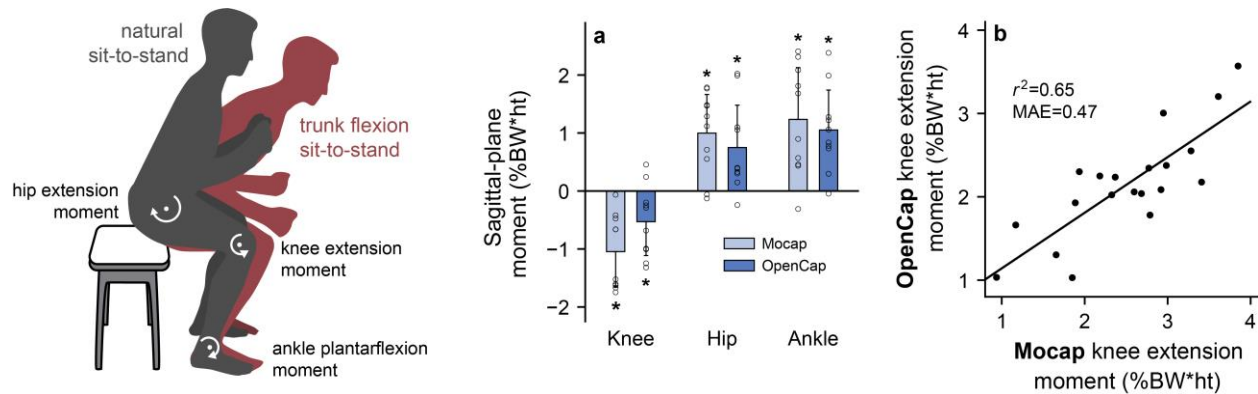 natural
sit-to-stand
trunk flexion
sit-to-stand
hip extension
moment
knee extension
moment
ankle plantarflexion
moment
a
Sagittal-plane
moment (%BW*ht)
2
1
0
−1
−2
* * * *
* *
Mocap
OpenCap
Knee Hip Ankle
b
OpenCap knee extension
moment (%BW*ht)
4
3
2
1
r²=0.65
MAE=0.47
1 2 3 4
Mocap knee extension
moment (%BW*ht)